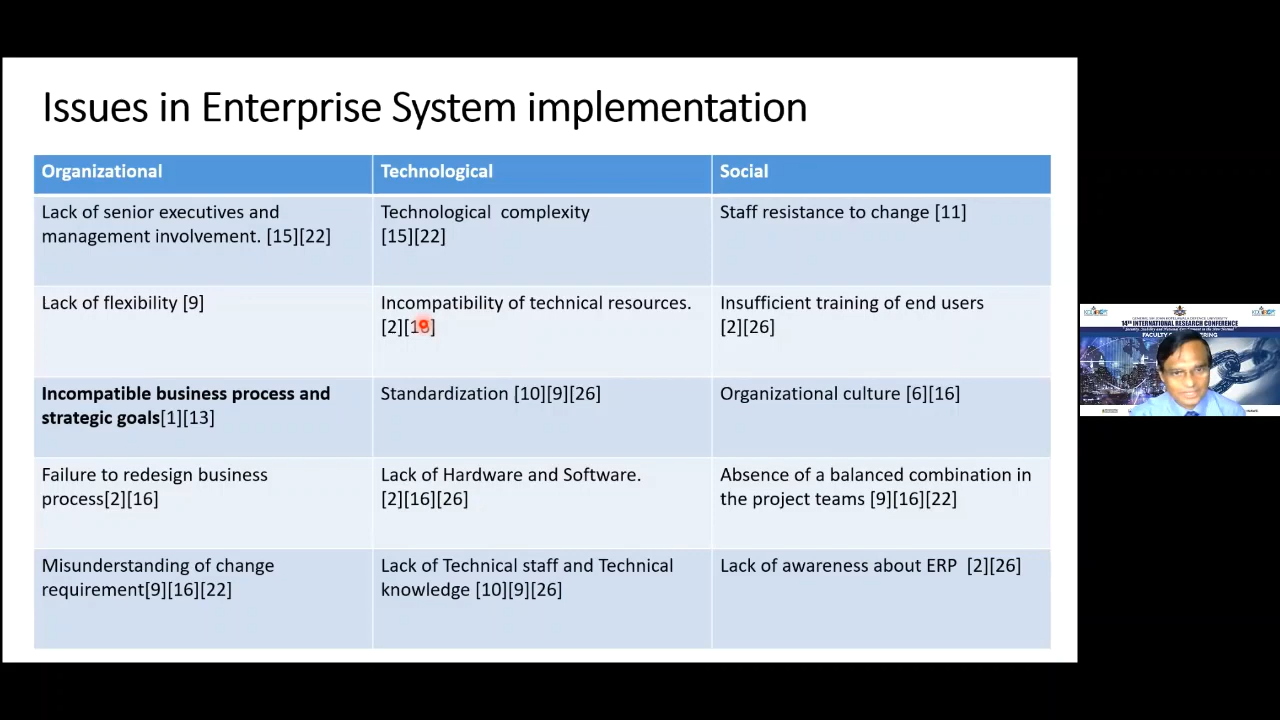 Issues in Enterprise System implementation
Organizational
Technological
Social
Lack of senior executives and
management involvement. [15][22]
Technological complexity
[15][22]
Staff resistance to change [11]
Lack of flexibility [9]
Incompatibility of technical resources.
[2]
Insufficient training of end users
[2][26]
Incompatible business process and
strategic goals[1][13]
Standardization [10][9][26]
Organizational culture [6][16]
Failure to redesign business
process[2][16]
Lack of Hardware and Software.
[2][16][26]
Absence of a balanced combination in
the project teams [9][16][22]
Misunderstanding of change
requirement[9][16][22]
Lack of Technical staff and Technical
knowledge [10][9][26]
Lack of awareness about ERP [2][26]
14th INTERNATIONAL RESEARCH CONFERENCE